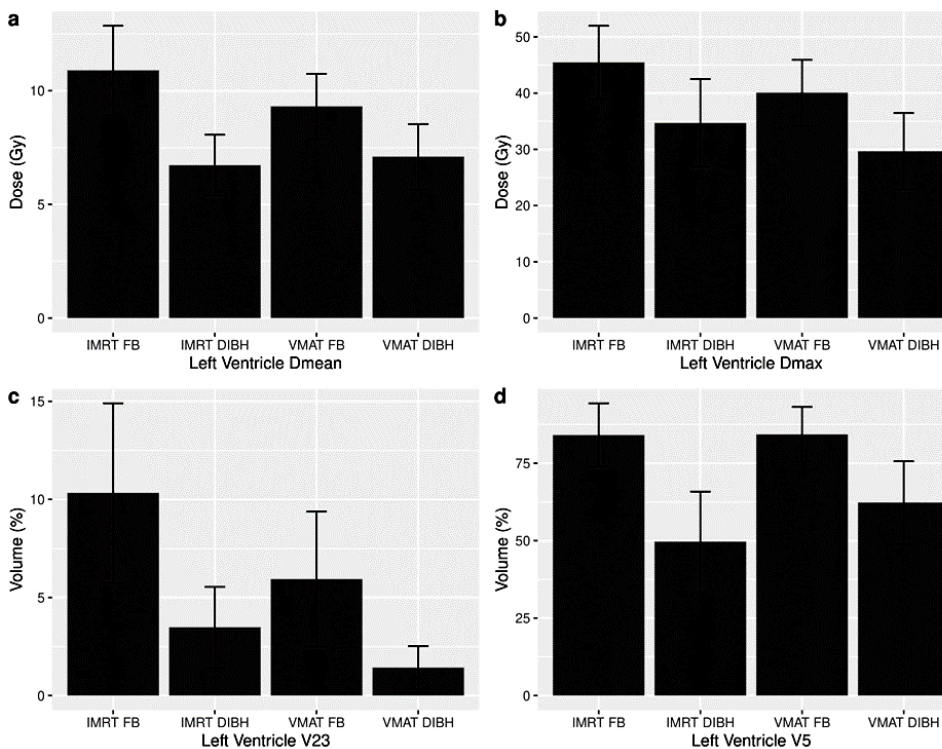 a
Dose (Gy)
10
5
0
IMRT FB IMRT DIBH VMAT FB VMAT DIBH
Left Ventricle Dmean
b
Dose (Gy)
50
40
30
20
10
0
IMRT FB IMRT DIBH VMAT FB VMAT DIBH
Left Ventricle Dmax
c
Volume (%)
15
10
5
0
IMRT FB IMRT DIBH VMAT FB VMAT DIBH
Left Ventricle V23
d
Volume (%)
75
50
25
0
IMRT FB IMRT DIBH VMAT FB VMAT DIBH
Left Ventricle V5